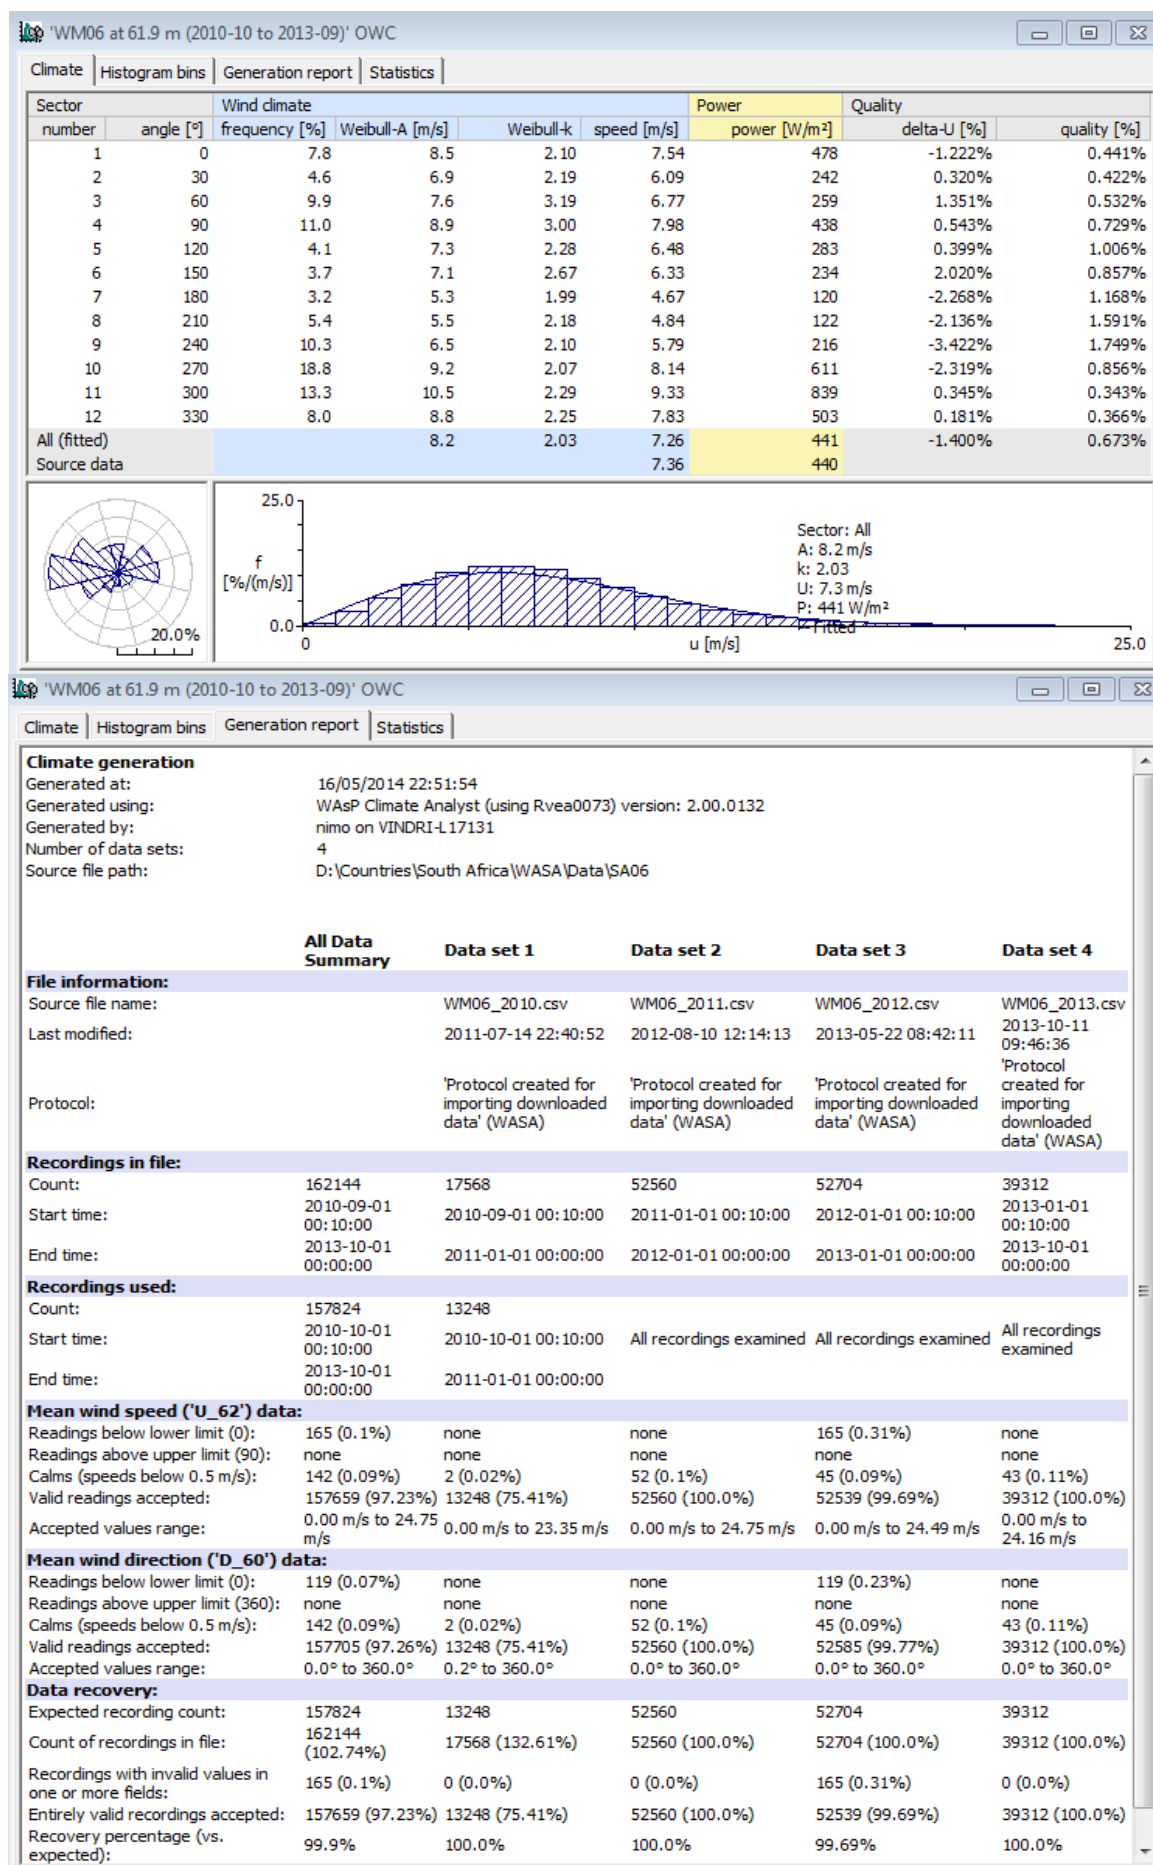 'WM06 at 61.9 m (2010-10 to 2013-09)' OWC
Climate Histogram bins Generation report Statistics
Sector Wind climate Power Quality
number angle [°] frequency [%] Weibull-A [m/s] Weibull-k speed [m/s] power [W/m²] delta-U [%] quality [%]
1 0 7.8 8.5 2.10 7.54 478 -1.222% 0.441%
2 30 4.6 6.9 2.19 6.09 242 0.320% 0.422%
3 60 9.9 7.6 3.19 6.77 259 1.351% 0.532%
4 90 11.0 8.9 3.00 7.98 438 0.543% 0.729%
5 120 4.1 7.3 2.28 6.48 283 0.399% 1.006%
6 150 3.7 7.1 2.67 6.33 234 2.020% 0.857%
7 180 3.2 5.3 1.99 4.67 120 -2.268% 1.168%
8 210 5.4 5.5 2.18 4.84 122 -2.136% 1.591%
9 240 10.3 6.5 2.10 5.79 216 -3.422% 1.749%
10 270 18.8 9.2 2.07 8.14 611 -2.319% 0.856%
11 300 13.3 10.5 2.29 9.33 839 0.345% 0.343%
12 330 8.0 8.8 2.25 7.83 503 0.181% 0.366%
All (fitted) 8.2 2.03 7.26 441 -1.400% 0.673%
Source data 7.36 440
25.0
Sector: All
A: 8.2 m/s
f
k: 2.03
[%/(m/s)]
U: 7.3 m/s
P: 441 W/m²
Fitted
20.0%
0.0
0 u [m/s] 25.0
'WM06 at 61.9 m (2010-10 to 2013-09)' OWC
Climate Histogram bins Generation report Statistics
Climate generation
Generated at: 16/05/2014 22:51:54
Generated using: WAsP Climate Analyst (using Rvea0073) version: 2.00.0132
Generated by: nimo on VINDRI-L17131
Number of data sets: 4
Source file path: D:\Countries\South Africa\WASA\Data\SA06
All Data
Summary Data set 1 Data set 2 Data set 3 Data set 4
File information:
Source file name: WM06_2010.csv WM06_2011.csv WM06_2012.csv WM06_2013.csv
Last modified: 2011-07-14 22:40:52 2012-08-10 12:14:13 2013-05-22 08:42:11 2013-10-11
09:46:36
'Protocol
'Protocol created for 'Protocol created for 'Protocol created for created for
Protocol: importing downloaded importing downloaded importing downloaded importing
data' (WASA) data' (WASA) data' (WASA) downloaded
data' (WASA)
Recordings in file:
Count: 162144 17568 52560 52704 39312
Start time: 2010-09-01
00:10:00 2010-09-01 00:10:00 2011-01-01 00:10:00 2012-01-01 00:10:00 2013-01-01
00:10:00
End time: 2013-10-01
00:00:00 2011-01-01 00:00:00 2012-01-01 00:00:00 2013-01-01 00:00:00 2013-10-01
00:00:00
Recordings used:
Count: 157824 13248
Start time: 2010-10-01
00:10:00 2010-10-01 00:10:00 All recordings examined All recordings examined All recordings
examined
End time: 2013-10-01
00:00:00 2011-01-01 00:00:00
Mean wind speed ('U_62') data:
Readings below lower limit (0): 165 (0.1%) none none 165 (0.31%) none
Readings above upper limit (90): none none none none none
Calms (speeds below 0.5 m/s): 142 (0.09%) 2 (0.02%) 52 (0.1%) 45 (0.09%) 43 (0.11%)
Valid readings accepted: 157659 (97.23%) 13248 (75.41%) 52560 (100.0%) 52539 (99.69%) 39312 (100.0%)
Accepted values range: 0.00 m/s to 24.75
m/s 0.00 m/s to 23.35 m/s 0.00 m/s to 24.75 m/s 0.00 m/s to 24.49 m/s 0.00 m/s to
24.16 m/s
Mean wind direction ('D_60') data:
Readings below lower limit (0): 119 (0.07%) none none 119 (0.23%) none
Readings above upper limit (360): none none none none none
Calms (speeds below 0.5 m/s): 142 (0.09%) 2 (0.02%) 52 (0.1%) 45 (0.09%) 43 (0.11%)
Valid readings accepted: 157705 (97.26%) 13248 (75.41%) 52560 (100.0%) 52585 (99.77%) 39312 (100.0%)
Accepted values range: 0.0° to 360.0° 0.2° to 360.0° 0.0° to 360.0° 0.0° to 360.0° 0.0° to 360.0°
Data recovery:
Expected recording count: 157824 13248 52560 52704 39312
Count of recordings in file: 162144
(102.74%) 17568 (132.61%) 52560 (100.0%) 52704 (100.0%) 39312 (100.0%)
Recordings with invalid values in
one or more fields: 165 (0.1%) 0 (0.0%) 0 (0.0%) 165 (0.31%) 0 (0.0%)
Entirely valid recordings accepted: 157659 (97.23%) 13248 (75.41%) 52560 (100.0%) 52539 (99.69%) 39312 (100.0%)
Recovery percentage (vs.
expected): 99.9% 100.0% 100.0% 99.69% 100.0%